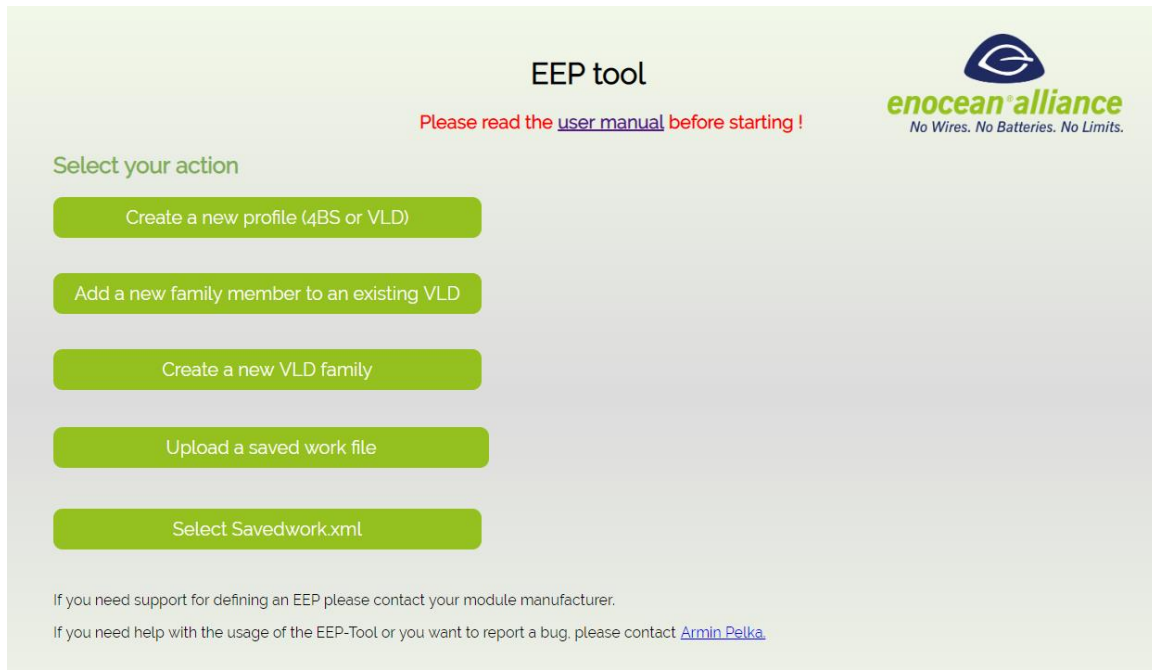 EEP tool
enocean® alliance
No Wires. No Batteries. No Limits.
Please read the user manual before starting !
Select your action
Create a new profile (4BS or VLD)
Add a new family member to an existing VLD
Create a new VLD family
Upload a saved work file
Select Savedwork.xml
If you need support for defining an EEP please contact your module manufacturer.
If you need help with the usage of the EEP-Tool or you want to report a bug, please contact Armin Pelka.